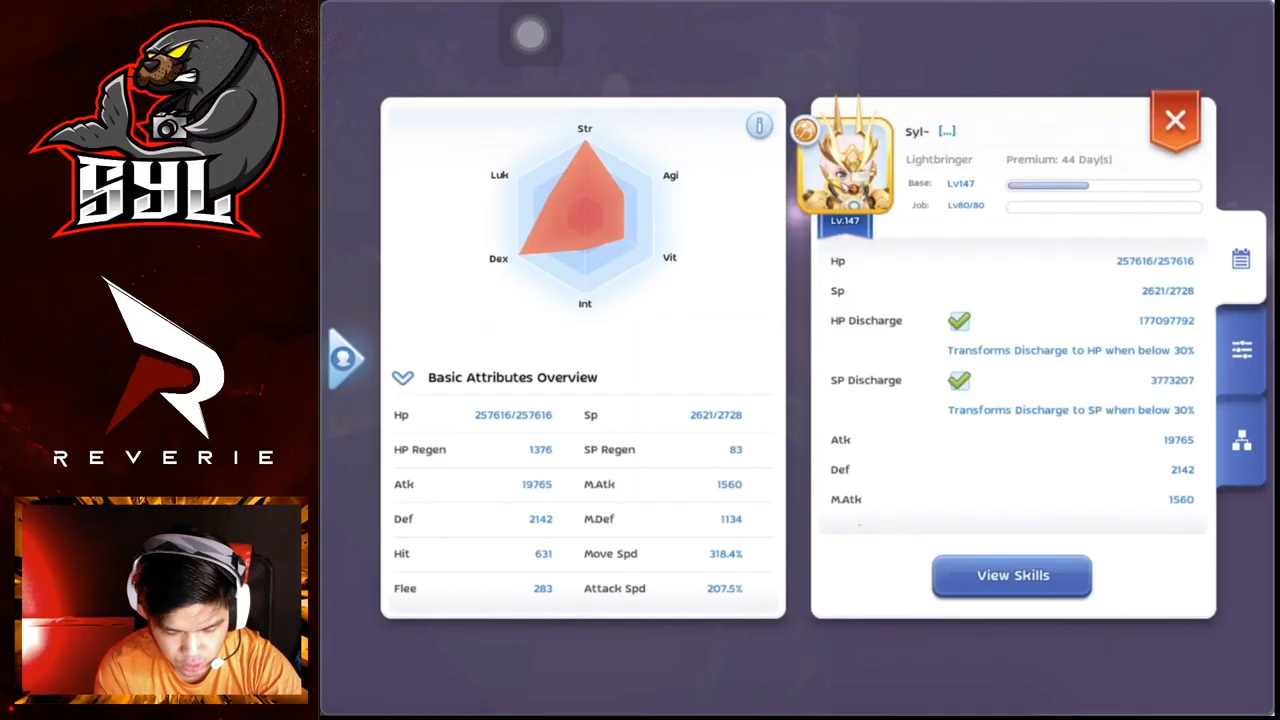 SYL
REVERIE
Str
Luk
Agi
Dex
Vit
Int
Basic Attributes Overview
Hp 257616/257616 Sp 2621/2728
HP Regen 1376 SP Regen 83
Atk 19765 M.Atk 1560
Def 2142 M.Def 1134
Hit 631 Move Spd 318.4%
Flee 283 Attack Spd 207.5%
Syl~ [...]
Lightbringer Premium: 44 Day(s)
Base: Lv147
Job: Lv80/80
Lv.147
Hp 257616/257616
Sp 2621/2728
HP Discharge 177097792
Transforms Discharge to HP when below 30%
SP Discharge 3773207
Transforms Discharge to SP when below 30%
Atk 19765
Def 2142
M.Atk 1560
View Skills